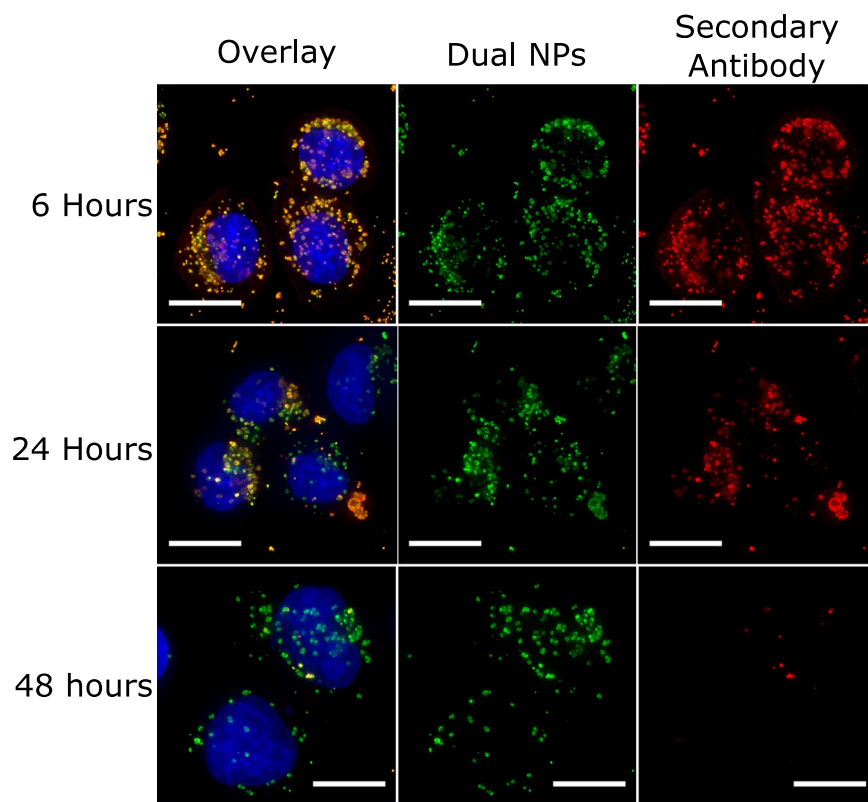 Overlay
Dual NPs
Secondary
Antibody
6 Hours
24 Hours
48 hours